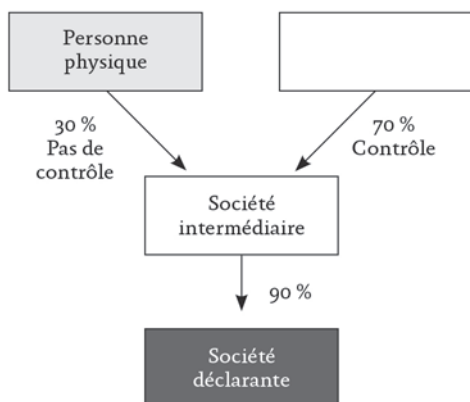 Personne
physique
30 %
Pas de
contrôle
70 %
Contrôle
Société
intermédiaire
90 %
Société
déclarante